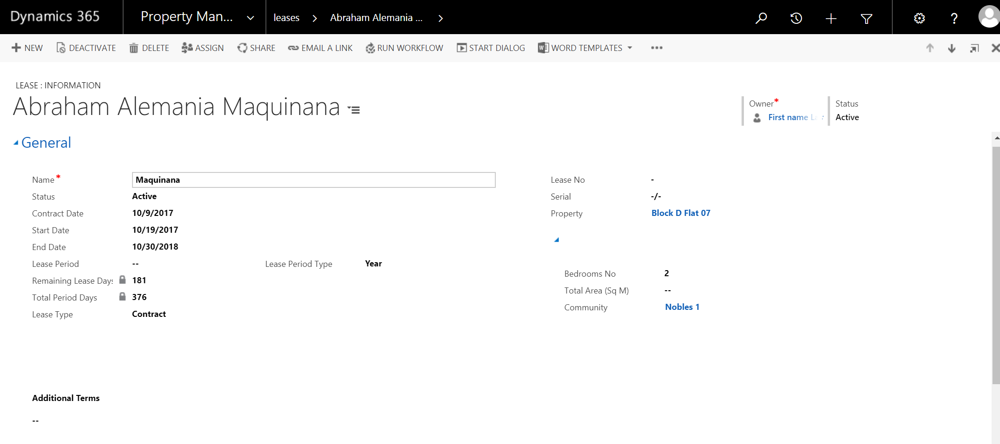 Dynamics 365
Property Man... leases Abraham Alemania ...
NEW DEACTIVATE DELETE ASSIGN SHARE EMAIL A LINK RUN WORKFLOW START DIALOG WORD TEMPLATES
LEASE : INFORMATION
Abraham Alemania Maquinana
Owner* Status
First name Active
General
Name* Maquinana
Status Active
Contract Date 10/9/2017
Start Date 10/19/2017
End Date 10/30/2018
Lease Period -- Lease Period Type Year
Remaining Lease Days 181
Total Period Days 376
Lease Type Contract
Lease No -
Serial -/-
Property Block D Flat 07
Bedrooms No 2
Total Area (Sq M) --
Community Nobles 1
Additional Terms
--